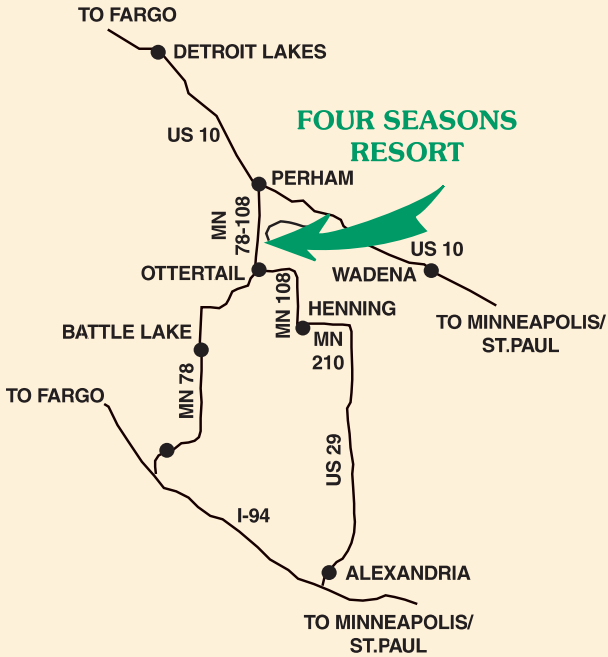 TO FARGO
DETROIT LAKES
US 10
FOUR SEASONS
RESORT
PERHAM
MN
78-108
US 10
OTTERTAIL
WADENA
MN 108
HENNING
TO MINNEAPOLIS/
ST.PAUL
BATTLE LAKE
MN
210
MN 78
TO FARGO
US 29
I-94
ALEXANDRIA
TO MINNEAPOLIS/
ST.PAUL